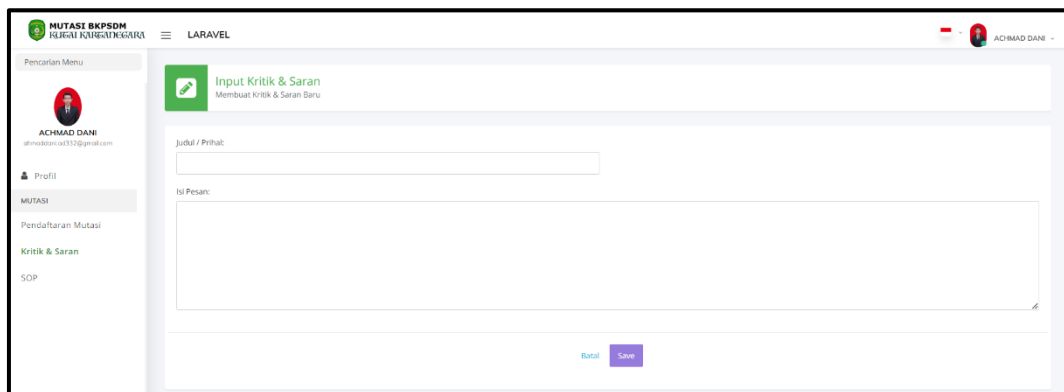 MUTASI BKPSDM
KUTAI KARTANEGARA
LARAVEL
ACHMAD DANI
Pencarian Menu
ACHMAD DANI
Profil
MUTASI
Pendaftaran Mutasi
Kritik & Saran
SOP
Input Kritik & Saran
Membuat Kritik & Saran Baru
Judul / Prihal:
Isi Pesan:
Batal
Save